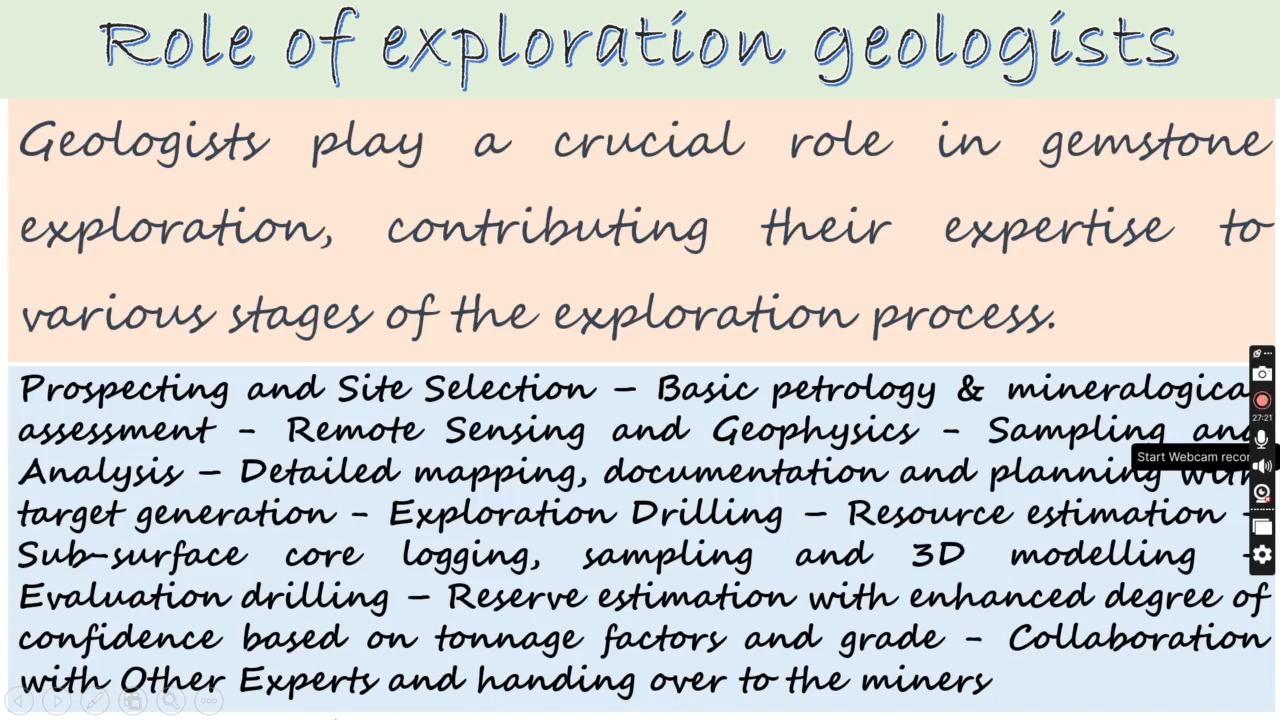 Role of exploration geologists
Geologists play a crucial role in gemstone
exploration, contributing their expertise to
various stages of the exploration process.
Prospecting and Site Selection – Basic petrology & mineralogica
assessment - Remote Sensing and Geophysics - Sampling and
Analysis – Detailed mapping, documentation and planning with
target generation - Exploration Drilling – Resource estimation -
Sub-surface core logging, sampling and 3D modelling -
Evaluation drilling – Reserve estimation with enhanced degree of
confidence based on tonnage factors and grade - Collaboration
with Other Experts and handing over to the miners
27:21
Start Webcam recor